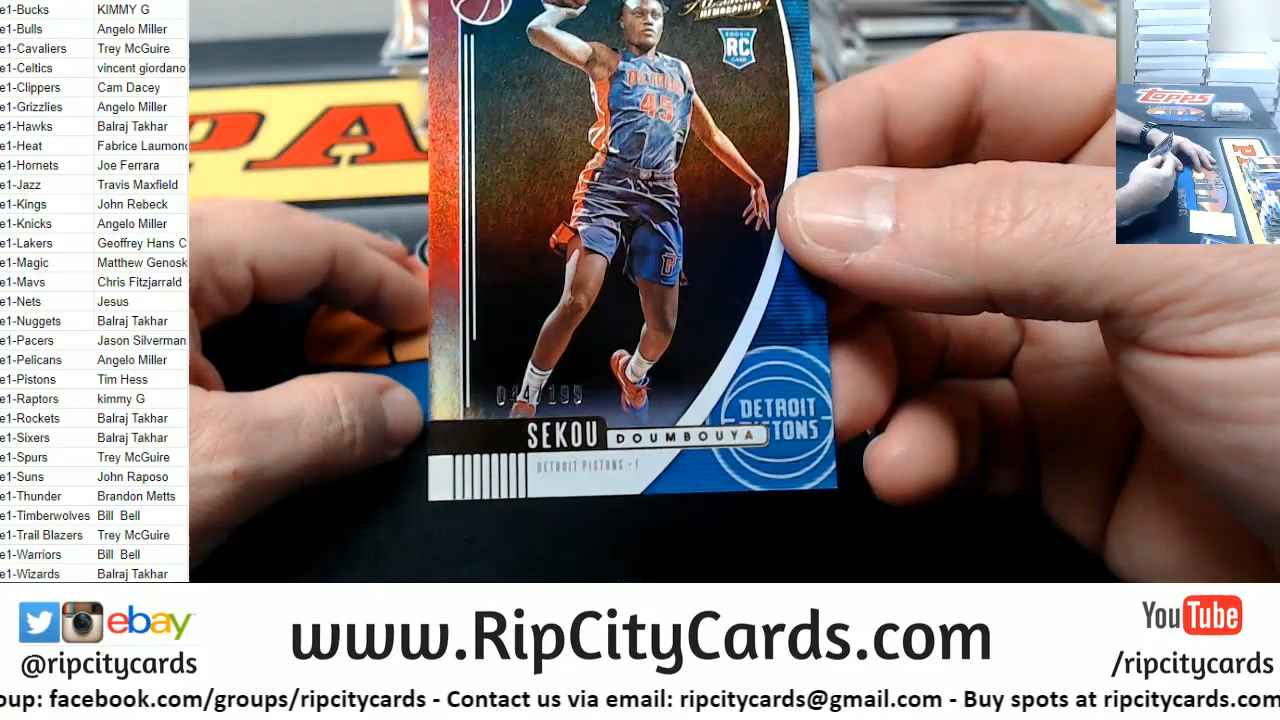 e1-Bucks KIMMY G
e1-Bulls Angelo Miller
e1-Cavaliers Trey McGuire
e1-Celtics vincent giordano
e1-Clippers Cam Dacey
e1-Grizzlies Angelo Miller
e1-Hawks Balraj Takhar
e1-Heat Fabrice Laumon
e1-Hornets Joe Ferrara
e1-Jazz Travis Maxfield
e1-Kings John Rebeck
e1-Knicks Angelo Miller
e1-Lakers Geoffrey Hans C
e1-Magic Matthew Genosk
e1-Mavs Chris Fitzjarrald
e1-Nets Jesus
e1-Nuggets Balraj Takhar
e1-Pacers Jason Silverman
e1-Pelicans Angelo Miller
e1-Pistons Tim Hess
e1-Raptors kimmy G
e1-Rockets Balraj Takhar
e1-Sixers Balraj Takhar
e1-Spurs Trey McGuire
e1-Suns John Raposo
e1-Thunder Brandon Metts
e1-Timberwolves Bill Bell
e1-Trail Blazers Trey McGuire
e1-Warriors Bill Bell
e1-Wizards Balraj Takhar
PA
ROOKIE
RC
CARD
DETROIT
45
/199
DETROIT
PISTONS
SEKOU DOUMBOUYA
DETROIT PISTONS - F
Topps
ebay
@ripcitycards
www.RipCityCards.com
YouTube
/ripcitycards
oup: facebook.com/groups/ripcitycards - Contact us via email: ripcitycards@gmail.com - Buy spots at ripcitycards.com